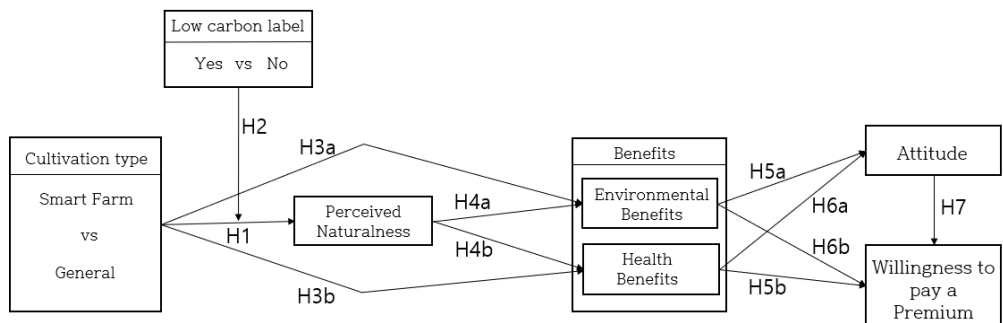 Low carbon label
Yes vs No
H2
Cultivation type
Smart Farm
vs
General
H1
H3a
H3b
Perceived
Naturalness
H4a
H4b
Benefits
Environmental
Benefits
Health
Benefits
H5a
H6a
H6b
H5b
Attitude
H7
Willingness to
pay a
Premium